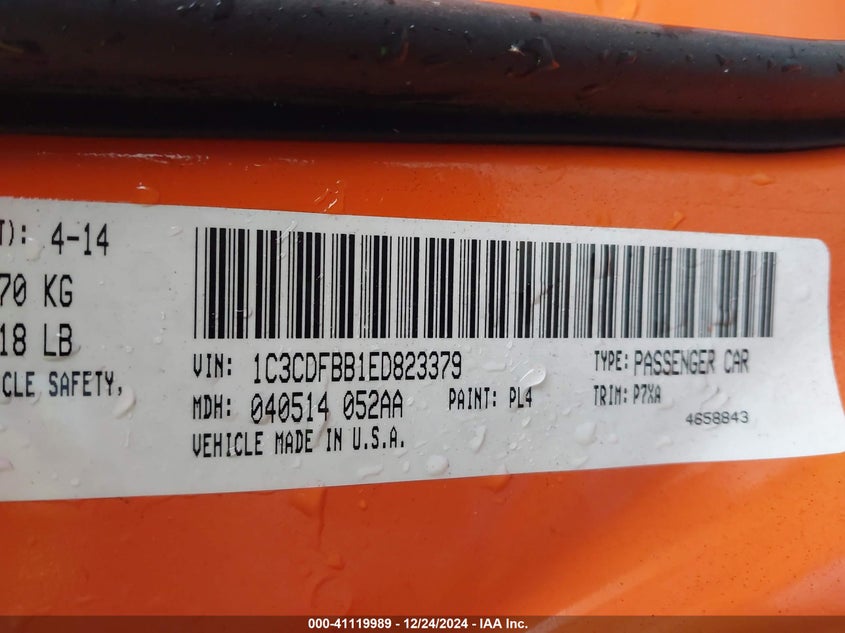 T): 4-14
70 KG
18 LB
CLE SAFETY,
VIN: 1C3CDFBB1ED823379
TYPE: PASSENGER CAR
MDH: 040514 052AA
PAINT: PL4
TRIM: P7XA
VEHICLE MADE IN U.S.A.
4658843
000-41119989 - 12/24/2024 - IAA Inc.